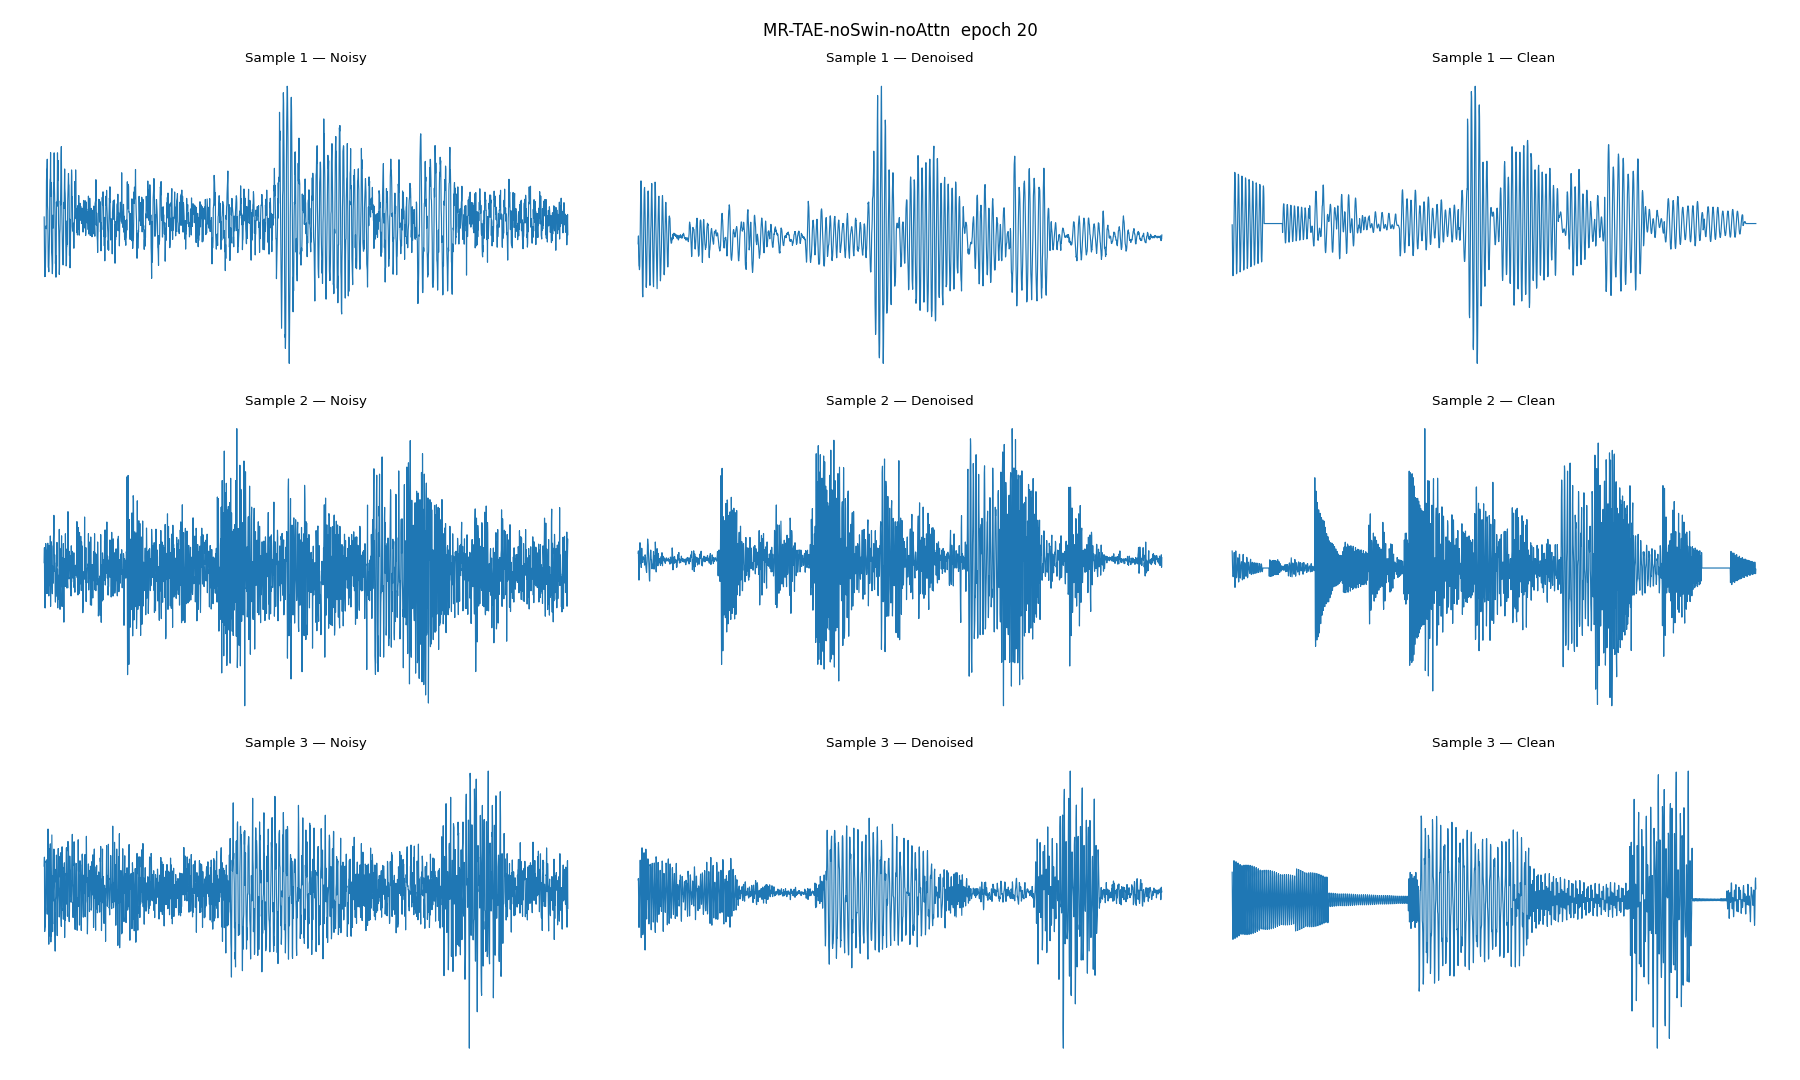 MR-TAE-noSwin-noAttn  epoch 20
Sample 1 — Noisy
Sample 1 — Denoised
Sample 1 — Clean
Sample 2 — Noisy
Sample 2 — Denoised
Sample 2 — Clean
Sample 3 — Noisy
Sample 3 — Denoised
Sample 3 — Clean